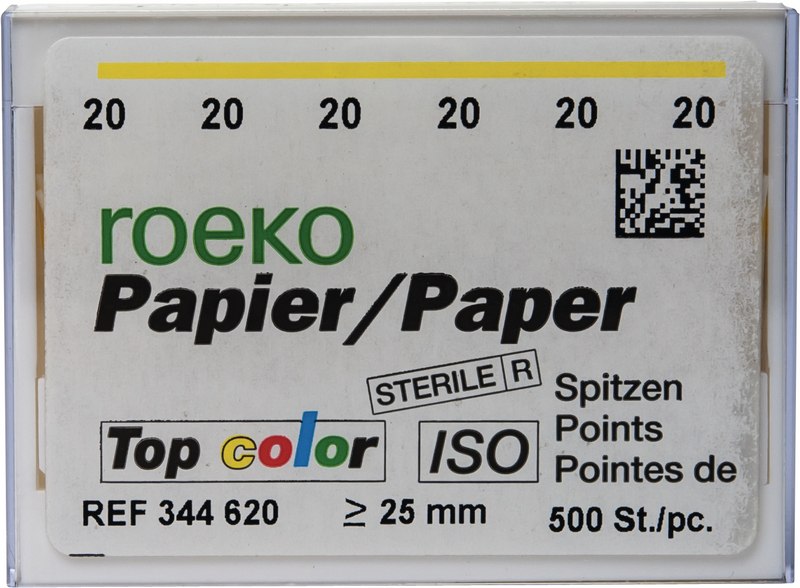 20 20 20 20 20 20
roeko
Papier/Paper
STERILE R
Spitzen
Top color ISO Points
Pointes de
REF 344 620 ≥ 25 mm 500 St./pc.